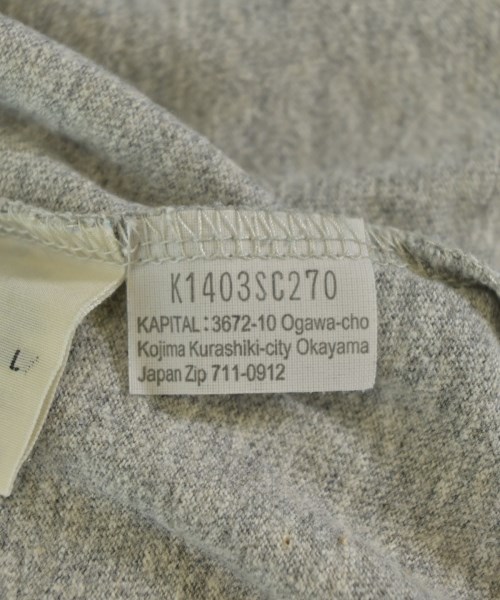 K1403SC270
KAPITAL:3672-10 Ogawa-cho
Kojima Kurashiki-city Okayama
Japan Zip 711-0912
L